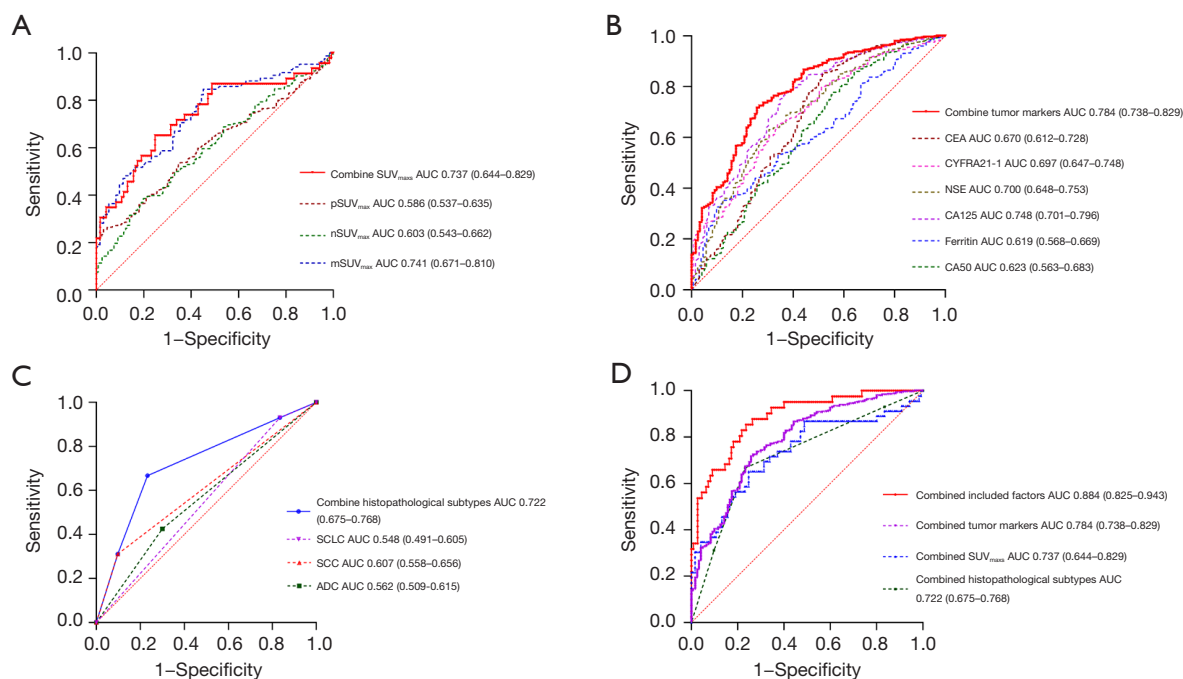 A
1.0
0.8
0.6
0.4
0.2
0.0
Sensitivity
0.0 0.2 0.4 0.6 0.8 1.0
1–Specificity
Combine SUVmaxs AUC 0.737 (0.644–0.829)
pSUVmax AUC 0.586 (0.537–0.635)
nSUVmax AUC 0.603 (0.543–0.662)
mSUVmax AUC 0.741 (0.671–0.810)
B
1.0
0.8
0.6
0.4
0.2
0.0
Sensitivity
0.0 0.2 0.4 0.6 0.8 1.0
1–Specificity
Combine tumor markers AUC 0.784 (0.738–0.829)
CEA AUC 0.670 (0.612–0.728)
CYFRA21-1 AUC 0.697 (0.647–0.748)
NSE AUC 0.700 (0.648–0.753)
CA125 AUC 0.748 (0.701–0.796)
Ferritin AUC 0.619 (0.568–0.669)
CA50 AUC 0.623 (0.563–0.683)
C
1.0
0.8
0.6
0.4
0.2
0.0
Sensitivity
0.0 0.2 0.4 0.6 0.8 1.0
1–Specificity
Combine histopathological subtypes AUC 0.722
(0.675–0.768)
SCLC AUC 0.548 (0.491–0.605)
SCC AUC 0.607 (0.558–0.656)
ADC AUC 0.562 (0.509-0.615)
D
1.0
0.8
0.6
0.4
0.2
0.0
Sensitivity
0.0 0.2 0.4 0.6 0.8 1.0
1–Specificity
Combined included factors AUC 0.884 (0.825–0.943)
Combined tumor markers AUC 0.784 (0.738–0.829)
Combined SUVmaxs AUC 0.737 (0.644–0.829)
Combined histopathological subtypes AUC
0.722 (0.675–0.768)